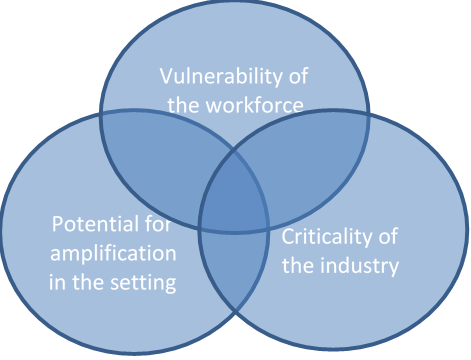 Vulnerability of
the workforce
Potential for
amplification
in the setting
Criticality of
the industry